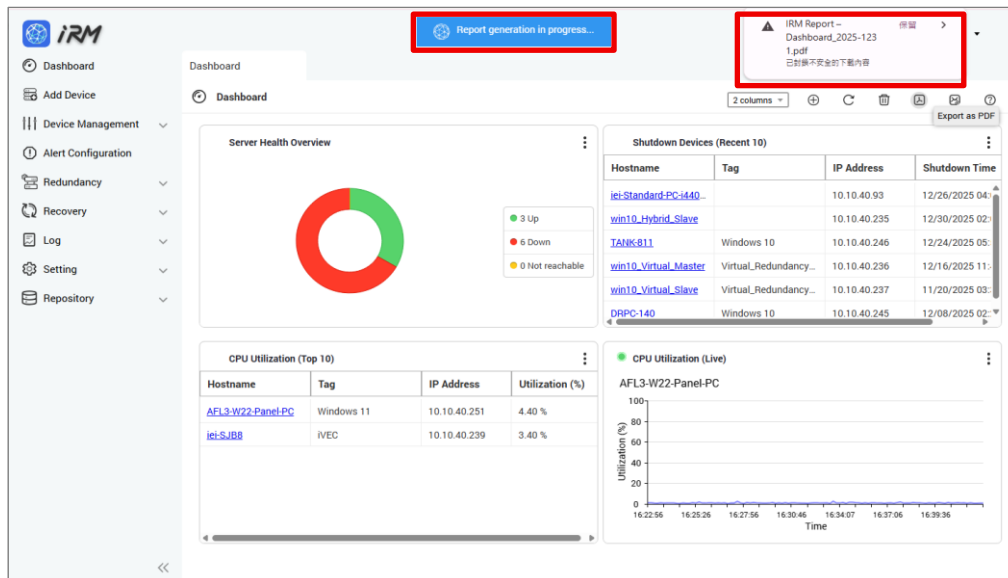 iRM
Report generation in progress...
IRM Report –
Dashboard_2025-123
1.pdf
已封鎖不安全的下載內容
保留
Dashboard
Add Device
Device Management
Alert Configuration
Redundancy
Recovery
Log
Setting
Repository
Dashboard
Dashboard
2 columns
Export as PDF
Server Health Overview
3 Up
6 Down
0 Not reachable
Shutdown Devices (Recent 10)
Hostname Tag IP Address Shutdown Time
iei-Standard-PC-i440... 10.10.40.93 12/26/2025 04:
win10_Hybrid_Slave 10.10.40.235 12/30/2025 02:
TANK-811 Windows 10 10.10.40.246 12/24/2025 05:
win10_Virtual_Master Virtual_Redundancy... 10.10.40.236 12/16/2025 11:
win10_Virtual_Slave Virtual_Redundancy... 10.10.40.237 11/20/2025 03:
DRPC-140 Windows 10 10.10.40.245 12/08/2025 02:
CPU Utilization (Top 10)
Hostname Tag IP Address Utilization (%)
AFL3-W22-Panel-PC Windows 11 10.10.40.251 4.40 %
iei-SJB8 iVEC 10.10.40.239 3.40 %
CPU Utilization (Live)
AFL3-W22-Panel-PC
Utilization (%)
100
80
60
40
20
0
16:22:56 16:25:26 16:27:56 16:30:46 16:34:07 16:37:06 16:39:36
Time